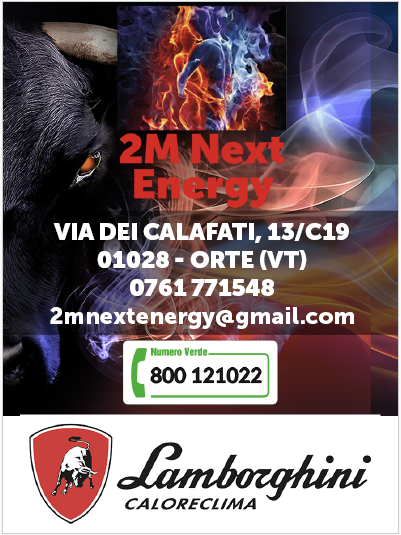 2M Next
Energy
VIA DEI CALAFATI, 13/C19
01028 - ORTE (VT)
0761 771548
2mnextenergy@gmail.com
Numero Verde
800 121022
Lamborghini
CALORECLIMA